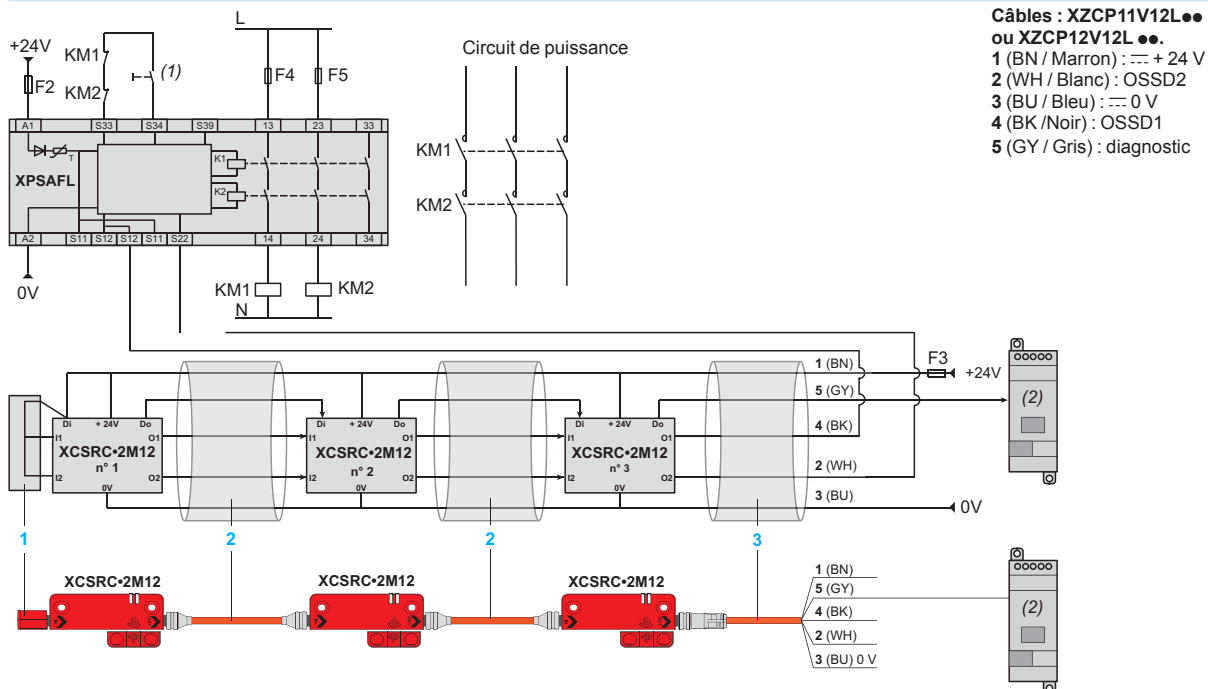 L
Câbles : XZCP11V12L●●
ou XZCP12V12L ●●.
1 (BN / Marron) : ⎓ + 24 V
2 (WH / Blanc) : OSSD2
3 (BU / Bleu) : ⎓ 0 V
4 (BK /Noir) : OSSD1
5 (GY / Gris) : diagnostic
+24V
KM1
(1)
Circuit de puissance
F2
KM2
F4
F5
A1
S33
S34
S39
13
23
33
T
K1
XPSAFL
K2
KM1
KM2
A2
S11
S12
S12
S11
S22
14
24
34
0V
KM1
KM2
N
1 (BN)
F3
+24V
5 (GY)
(2)
Di
+ 24V
Do
Di
+ 24V
Do
Di
+ 24V
Do
4 (BK)
I1
O1
I1
O1
I1
O1
XCSRC•2M12
n° 1
XCSRC•2M12
n° 2
XCSRC•2M12
n° 3
2 (WH)
I2
O2
I2
O2
I2
O2
0V
0V
0V
3 (BU)
0V
1
2
2
3
XCSRC•2M12
XCSRC•2M12
XCSRC•2M12
1 (BN)
5 (GY)
4 (BK)
(2)
2 (WH)
3 (BU) 0 V